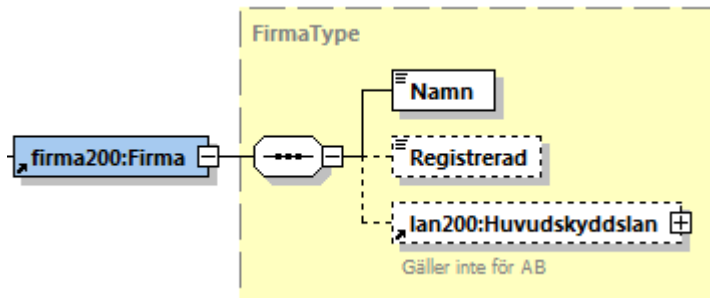 FirmaType
Namn
firma200:Firma
Registrerad
lan200:Huvudskyddslan
Gäller inte för AB